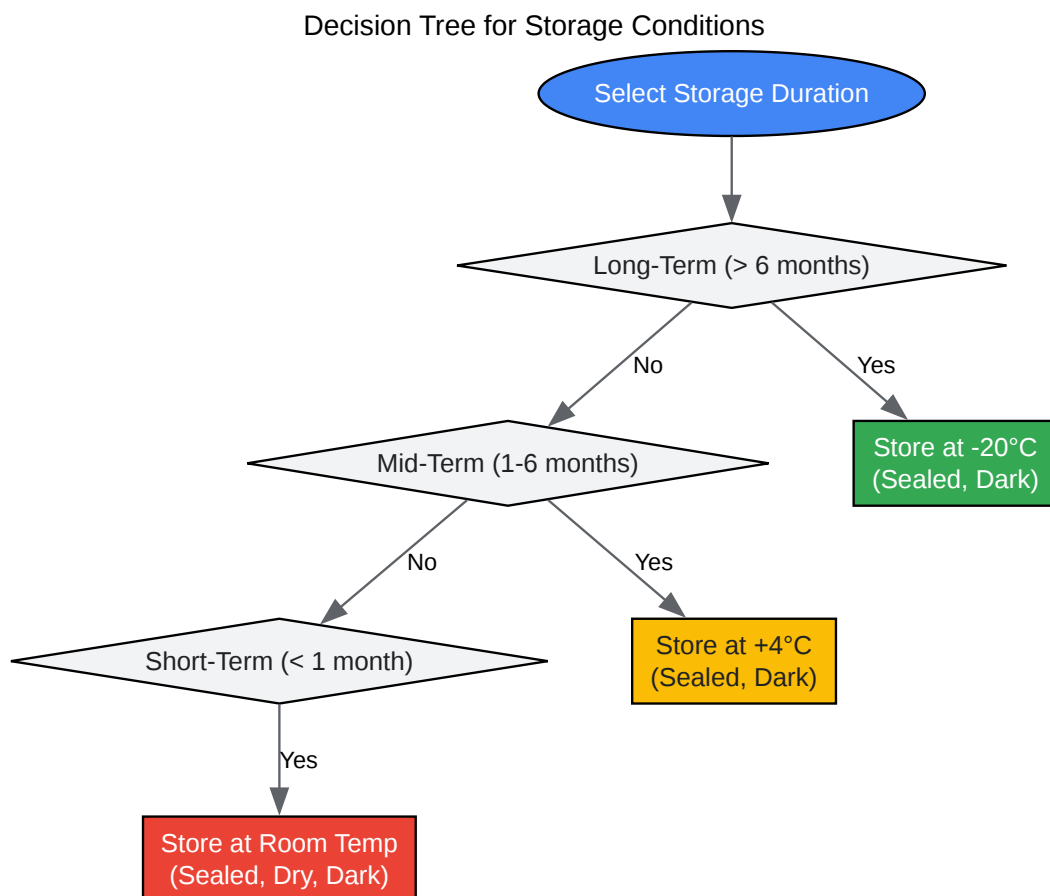 Decision Tree for Storage Conditions
Select Storage Duration
Long-Term (> 6 months)
No
Yes
Mid-Term (1-6 months)
Store at -20°C
(Sealed, Dark)
No
Yes
Short-Term (< 1 month)
Store at +4°C
(Sealed, Dark)
Yes
Store at Room Temp
(Sealed, Dry, Dark)